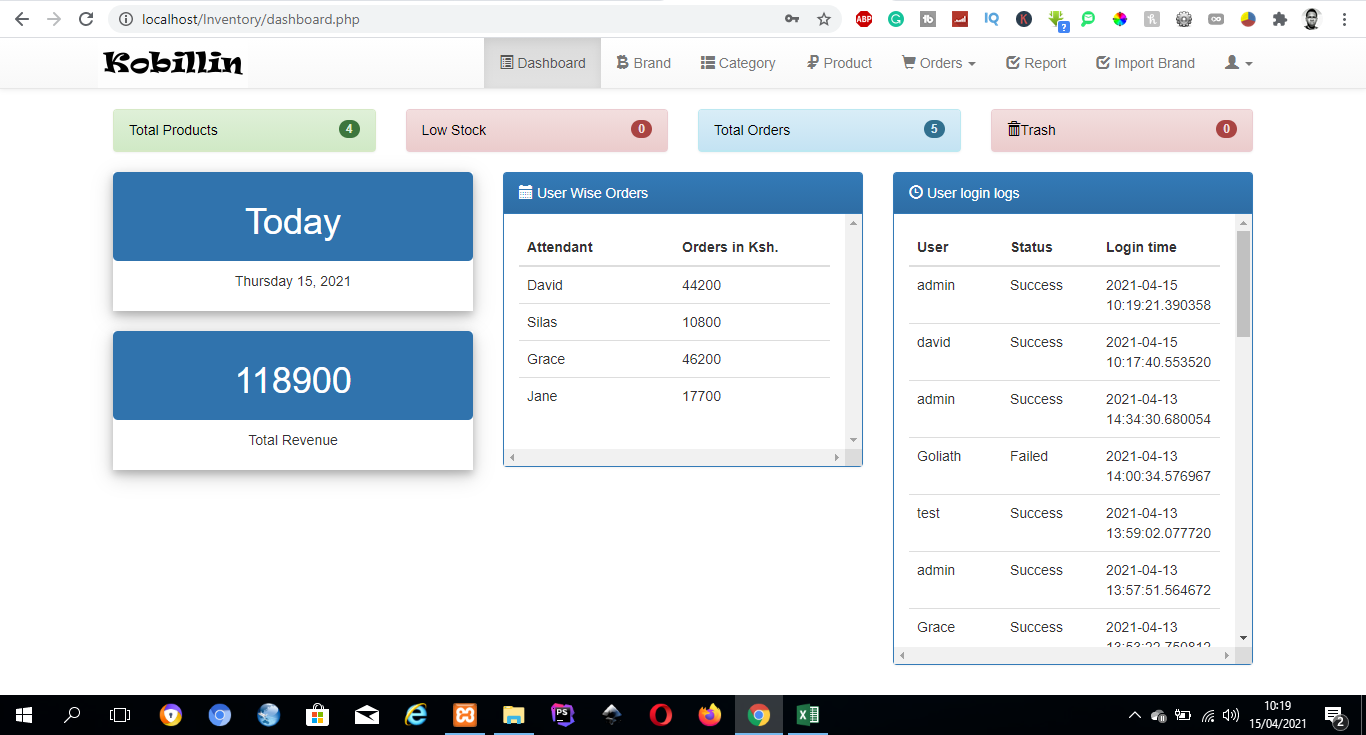 localhost/Inventory/dashboard.php
ABP
IQ
K
?
Kobillin
Dashboard
Brand
Category
Product
Orders
Report
Import Brand
Total Products 4
Low Stock 0
Total Orders 5
Trash 0
Today
Thursday 15, 2021
118900
Total Revenue
User Wise Orders
Attendant Orders in Ksh.
David 44200
Silas 10800
Grace 46200
Jane 17700
User login logs
User Status Login time
admin Success 2021-04-15
10:19:21.390358
david Success 2021-04-15
10:17:40.553520
admin Success 2021-04-13
14:34:30.680054
Goliath Failed 2021-04-13
14:00:34.576967
test Success 2021-04-13
13:59:02.077720
admin Success 2021-04-13
13:57:51.564672
Grace Success 2021-04-13
13:53:22.750812
PS
10:19
15/04/2021
2